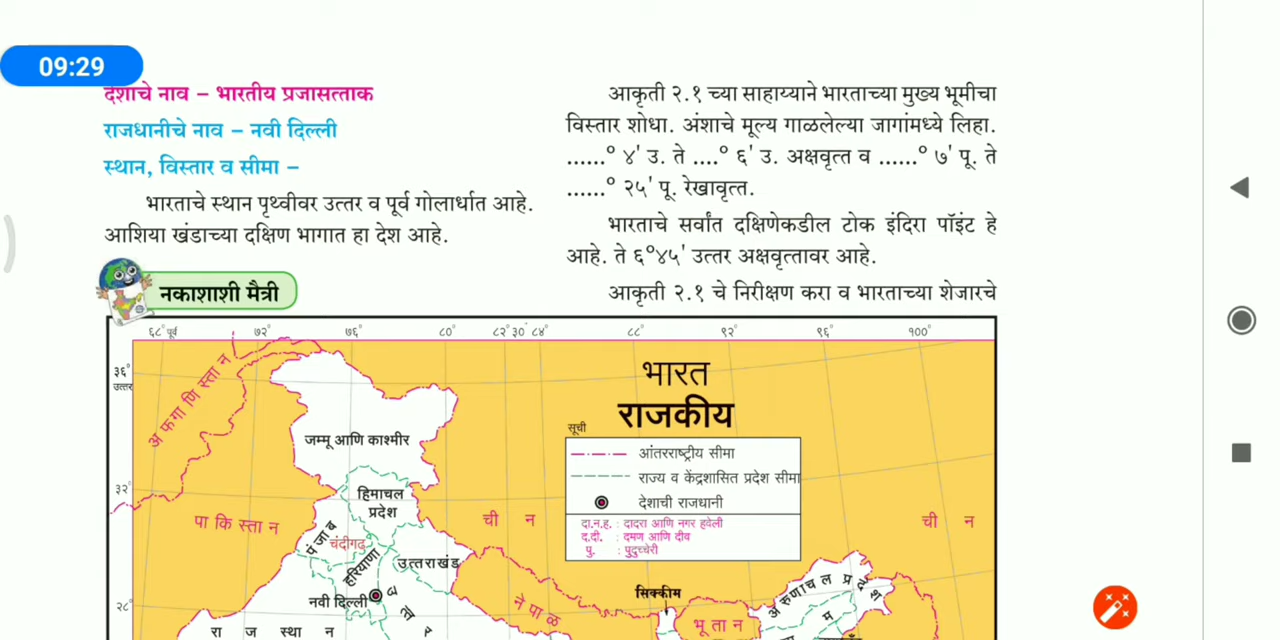 09:29
देशाचे नाव – भारतीय प्रजासत्ताक
राजधानीचे नाव – नवी दिल्ली
स्थान, विस्तार व सीमा –
भारताचे स्थान पृथ्वीवर उत्तर व पूर्व गोलार्धात आहे.
आशिया खंडाच्या दक्षिण भागात हा देश आहे.
नकाशाशी मैत्री
आकृती २.१ च्या साहाय्याने भारताच्या मुख्य भूमीचा
विस्तार शोधा. अंशाचे मूल्य गाळलेल्या जागांमध्ये लिहा.
......° ४' उ. ते ....° ६' उ. अक्षवृत्त व ......° ७' पू. ते
......° २५' पू. रेखावृत्त.
भारताचे सर्वांत दक्षिणेकडील टोक इंदिरा पॉइंट हे
आहे. ते ६°४५' उत्तर अक्षवृत्तावर आहे.
आकृती २.१ चे निरीक्षण करा व भारताच्या शेजारचे
६८° पूर्व ७२° ७६° ८०° ८२°३०' ८४° ८८° ९२° ९६° १००°
३६°
उत्तर
३२°
२८°
भारत
राजकीय
सूची
आंतरराष्ट्रीय सीमा
राज्य व केंद्रशासित प्रदेश सीमा
देशाची राजधानी
दा.न.ह. : दादरा आणि नगर हवेली
द.दी. : दमण आणि दीव
पु. : पुदुच्चेरी
अफगाणिस्तान
जम्मू आणि काश्मीर
हिमाचल
प्रदेश
पाकिस्तान
चीन
चीन
पंजाब
चंदीगढ
हरियाणा
उत्तराखंड
नवी दिल्ली
राजस्थान
नेपाळ
सिक्कीम
भूतान
अरुणाचल प्रदेश